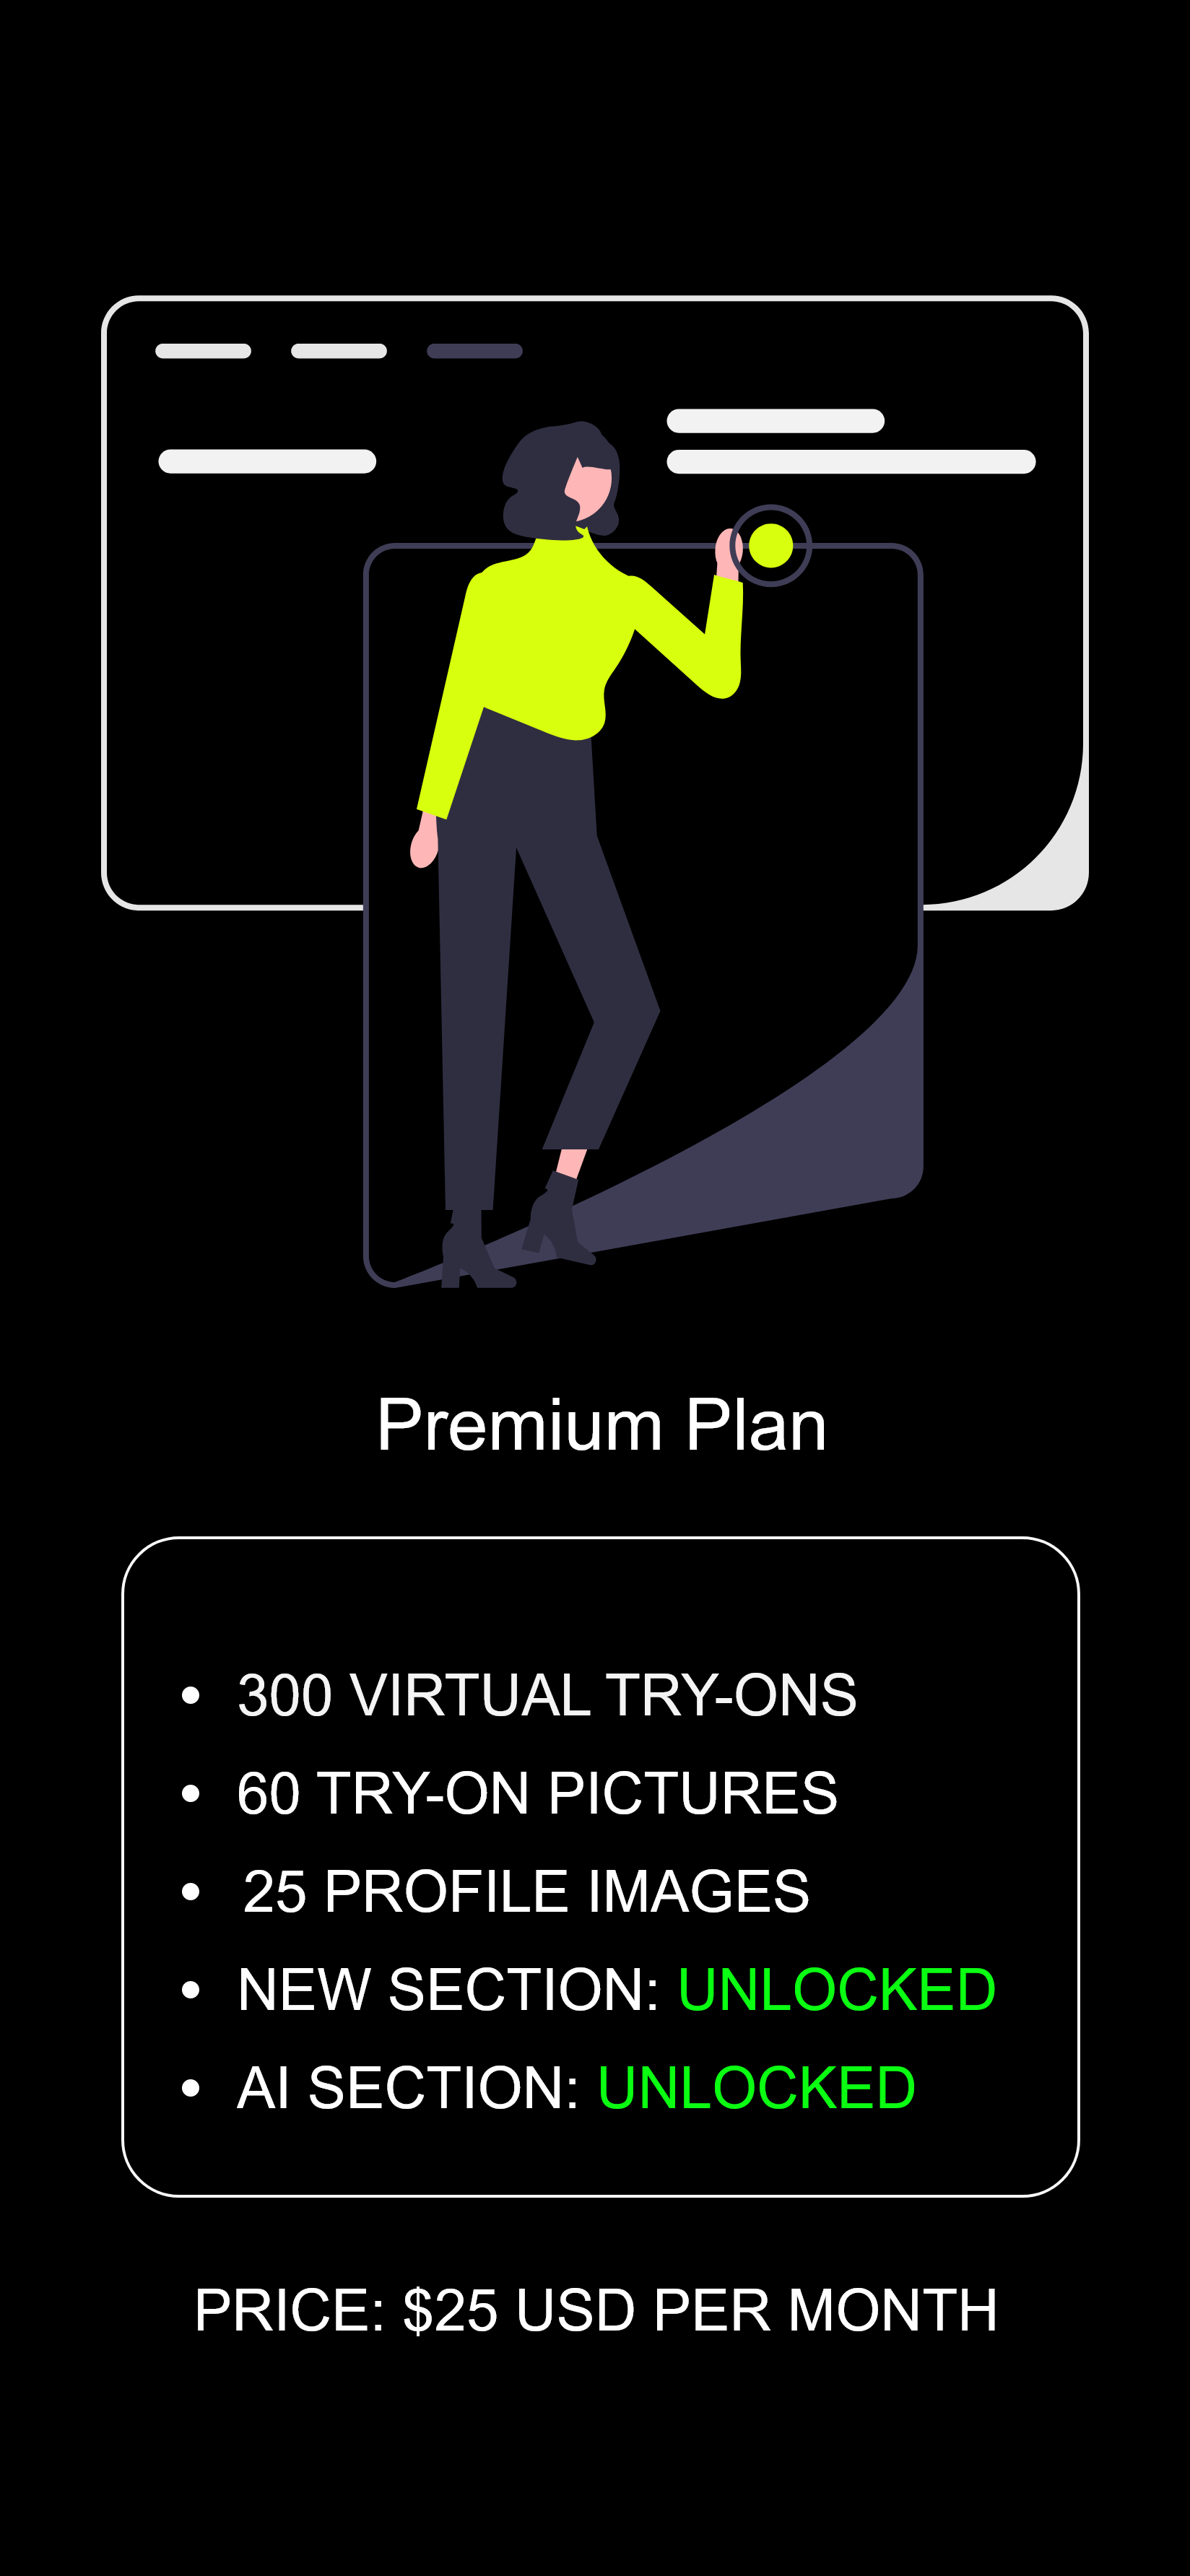 Premium Plan
• 300 VIRTUAL TRY-ONS
• 60 TRY-ON PICTURES
• 25 PROFILE IMAGES
• NEW SECTION: UNLOCKED
• AI SECTION: UNLOCKED
PRICE: $25 USD PER MONTH